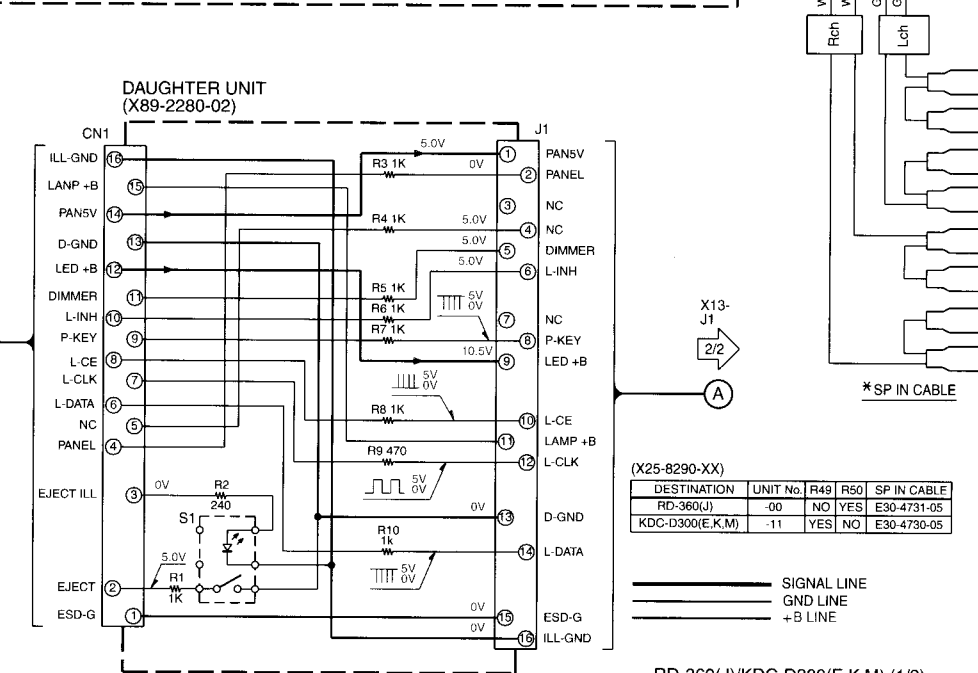 DAUGHTER UNIT
(X89-2280-02)
CN1
J1
ILL-GND 16
LANP +B 15
PAN5V 14
D-GND 13
LED +B 12
DIMMER 11
L-INH 10
P-KEY 9
L-CE 8
L-CLK 7
L-DATA 6
NC 5
PANEL 4
EJECT ILL 3
EJECT 2
ESD-G 1
5.0V
R3 1K 0V
R4 1K 5.0V
5.0V
5.0V
R5 1K
R6 1K
R7 1K
5V
0V
10.5V
5V
0V
R8 1K
R9 470
5V
0V
0V
R2
240
0V
S1
5.0V
R1
1K
R10
1k
5V
0V
0V
0V
1 PAN5V
2 PANEL
3 NC
4 NC
5 DIMMER
6 L-INH
7 NC
8 P-KEY
9 LED +B
10 L-CE
11 LAMP +B
12 L-CLK
13 D-GND
14 L-DATA
15 ESD-G
16 ILL-GND
X13-
J1
2/2
A
Rch
Lch
* SP IN CABLE
(X25-8290-XX)
DESTINATION UNIT No. R49 R50 SP IN CABLE
RD-360(J) -00 NO YES E30-4731-05
KDC-D300(E,K,M) -11 YES NO E30-4730-05
SIGNAL LINE
GND LINE
+B LINE